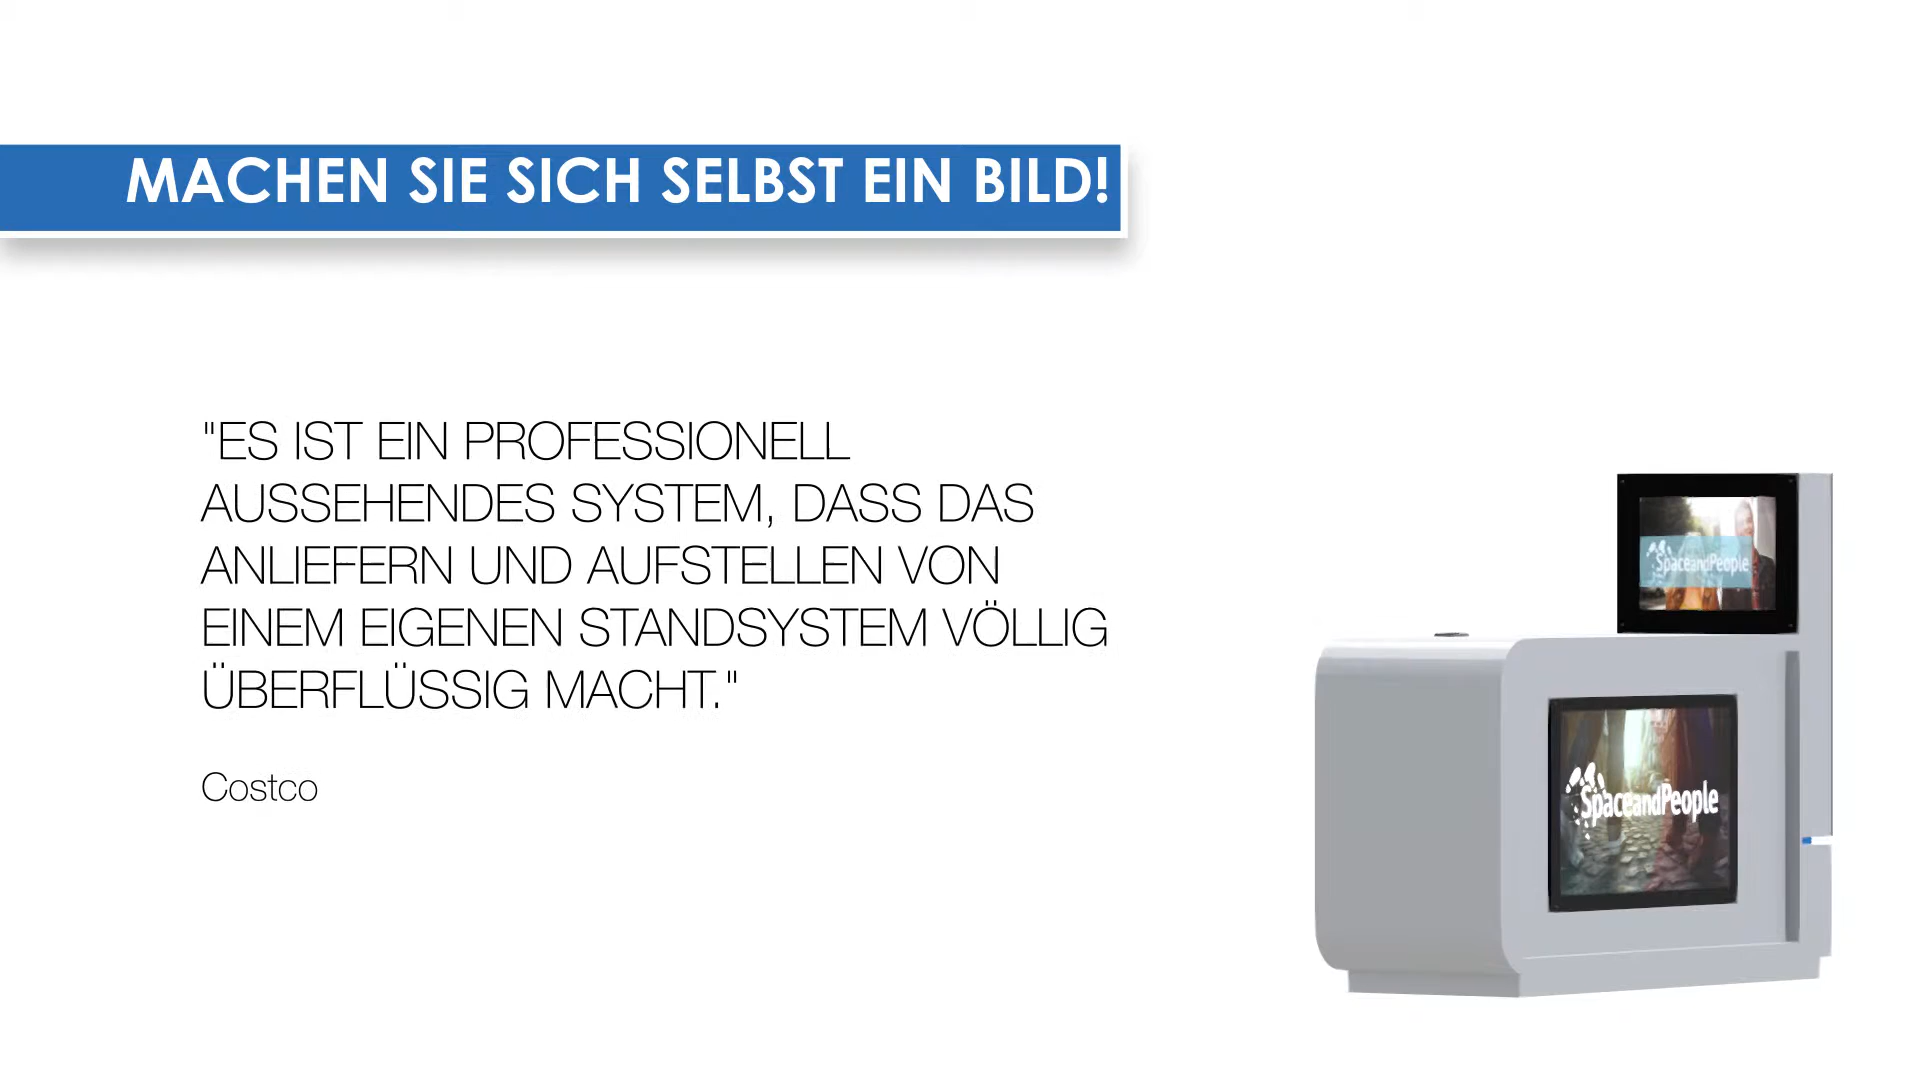 MACHEN SIE SICH SELBST EIN BILD!
"ES IST EIN PROFESSIONELL
AUSSEHENDES SYSTEM, DASS DAS
ANLIEFERN UND AUFSTELLEN VON
EINEM EIGENEN STANDSYSTEM VÖLLIG
ÜBERFLÜSSIG MACHT."
Costco
SpaceandPeople
SpaceandPeople